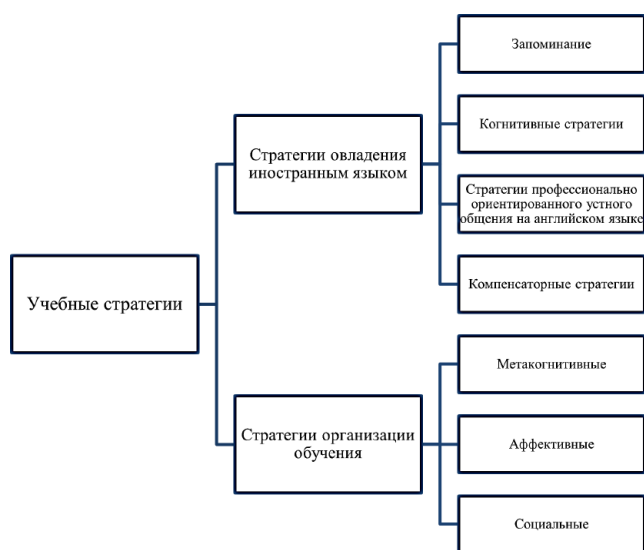 Учебные стратегии
Стратегии овладения
иностранным языком
Запоминание
Когнитивные стратегии
Стратегии профессионально
ориентированного устного
общения на английском языке
Компенсаторные стратегии
Стратегии организации
обучения
Метакогнитивные
Аффективные
Социальные